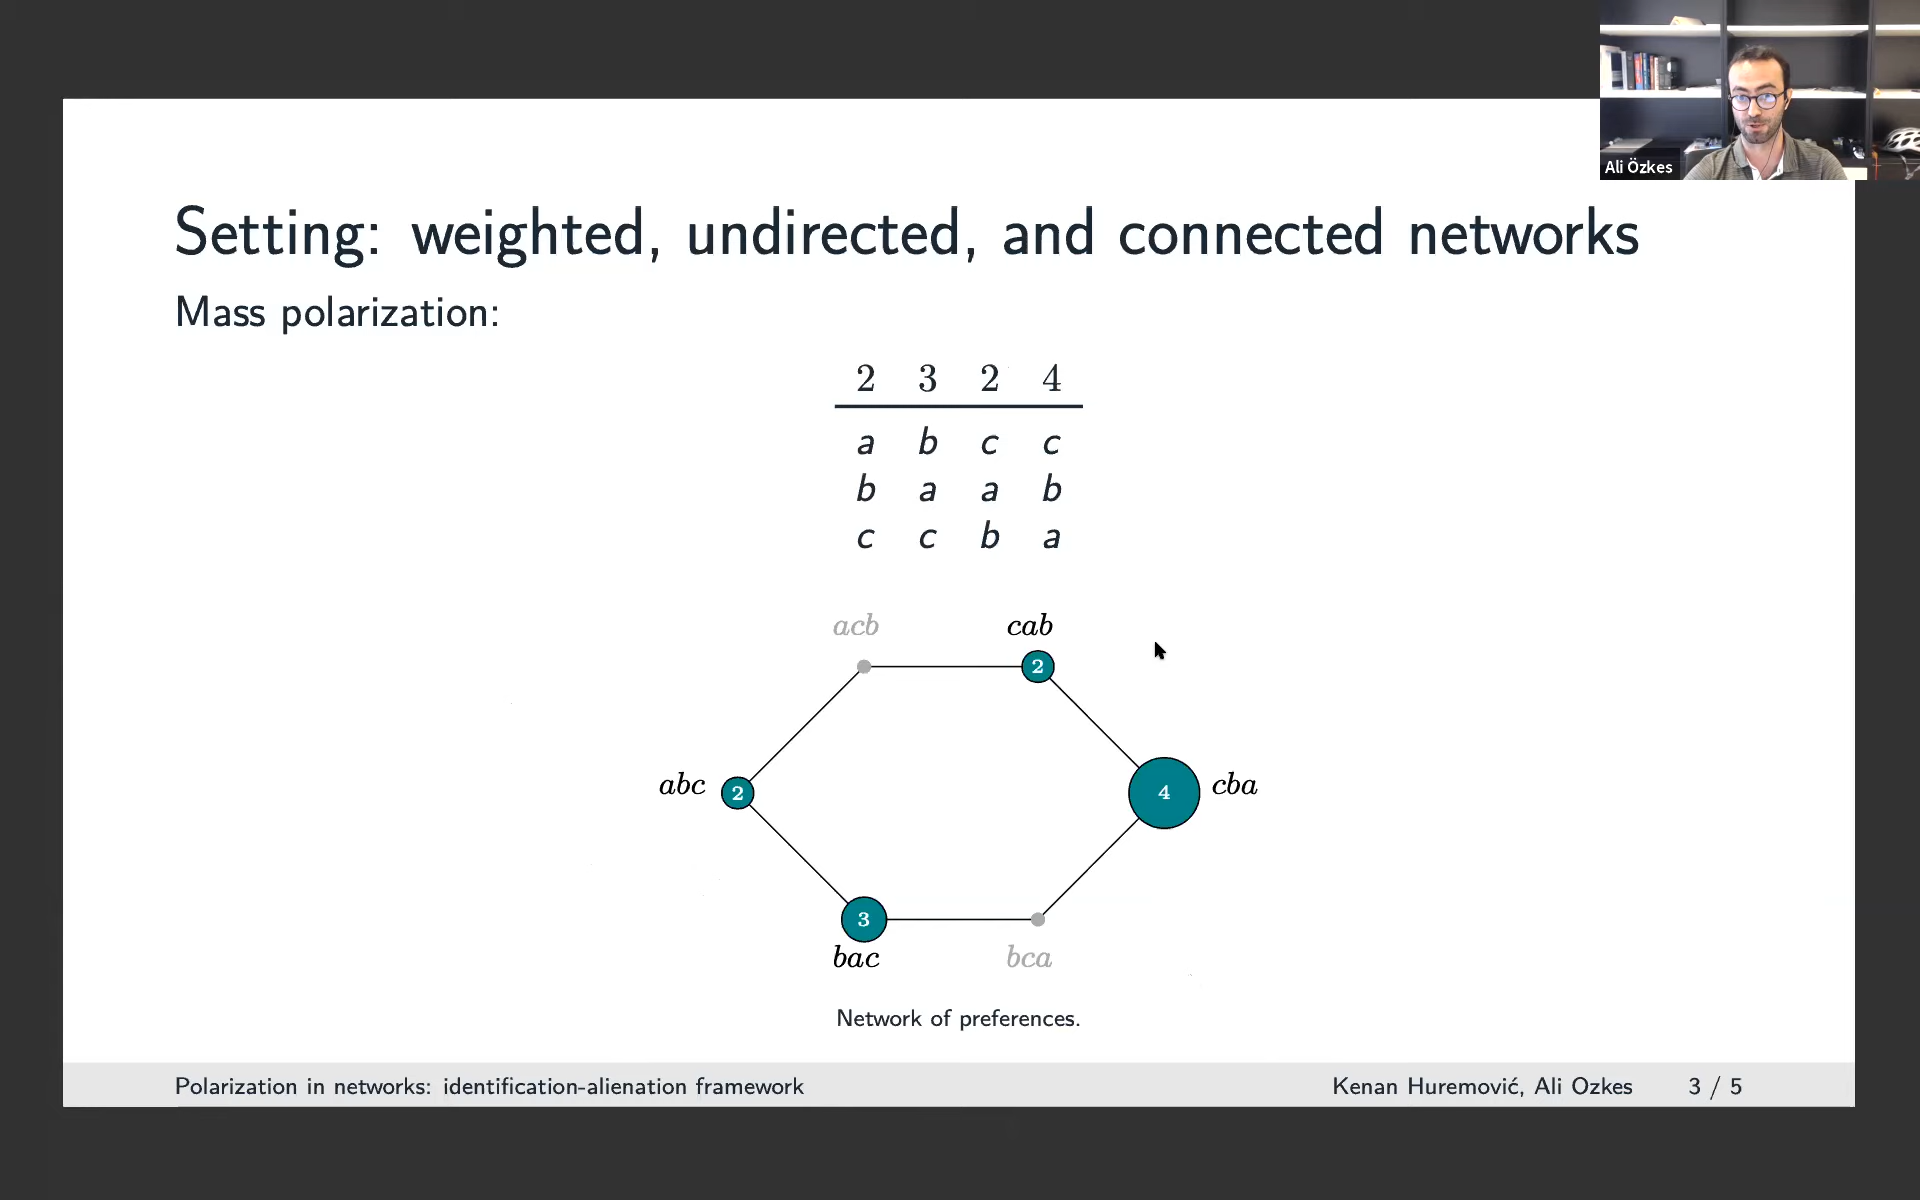 Ali Özkes
Setting: weighted, undirected, and connected networks
Mass polarization:
2 3 2 4
a b c c
b a a b
c c b a
acb cab
2
abc 2 4 cba
3
bac bca
Network of preferences.
Polarization in networks: identification-alienation framework Kenan Huremović, Ali Ozkes 3 / 5